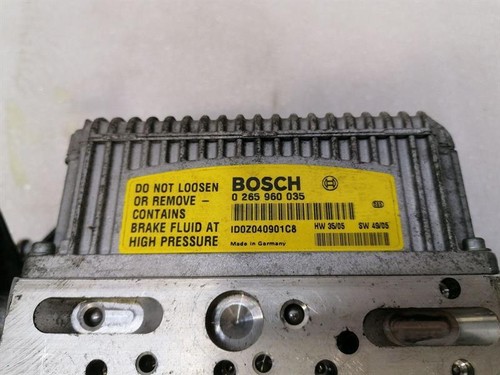 DO NOT LOOSEN
OR REMOVE –
CONTAINS
BRAKE FLUID AT
HIGH PRESSURE
BOSCH
0 265 960 035
ID0Z040901C8
Made in Germany
HW 35/05 SW 49/05